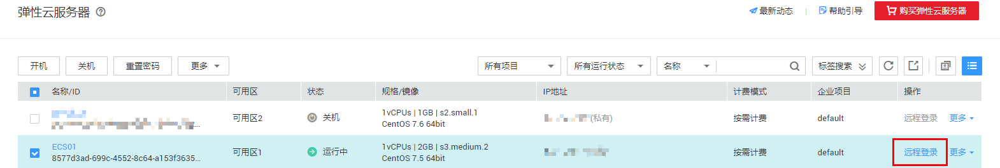 弹性云服务器 ?
最新动态 | 帮助引导 购买弹性云服务器
开机 关机 重置密码 更多 所有项目 所有运行状态 名称 标签搜索
名称/ID 可用区 状态 规格/镜像 IP地址 计费模式 企业项目 操作
可用区2 关机 1vCPUs | 1GB | s2.small.1 (私有) 按需计费 default 远程登录 更多
CentOS 7.6 64bit
ECS01 可用区1 运行中 1vCPUs | 2GB | s3.medium.2 按需计费 default 远程登录 更多
8577d3ad-699c-4552-8c64-a153f3635... CentOS 7.5 64bit